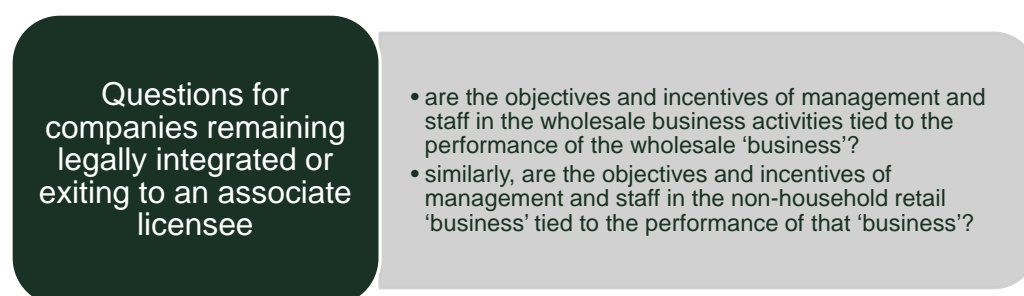 Questions for
companies remaining
legally integrated or
exiting to an associate
licensee
• are the objectives and incentives of management and
staff in the wholesale business activities tied to the
performance of the wholesale ‘business’?
• similarly, are the objectives and incentives of
management and staff in the non-household retail
‘business’ tied to the performance of that ‘business’?